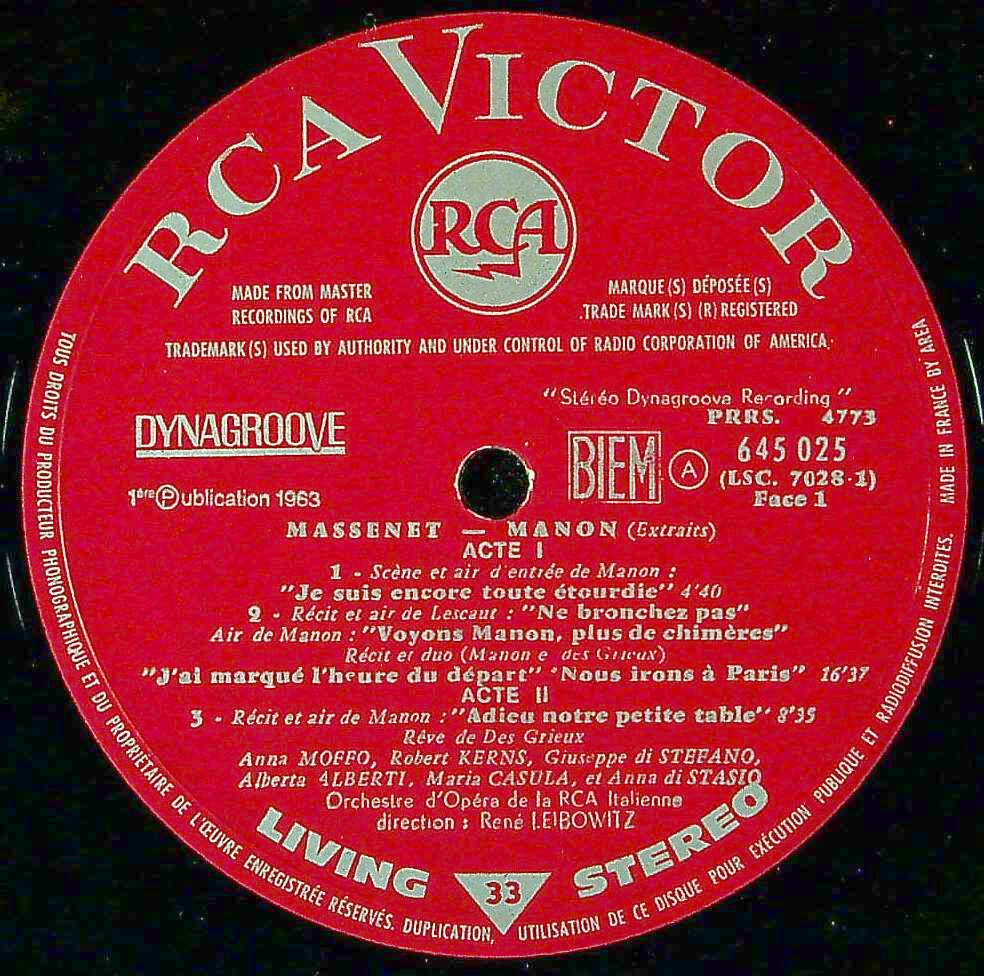 RCA VICTOR
RCA
MADE FROM MASTER
RECORDINGS OF RCA
MARQUE(S) DÉPOSÉE(S)
TRADE MARK(S) (R) REGISTERED
TRADEMARK(S) USED BY AUTHORITY AND UNDER CONTROL OF RADIO CORPORATION OF AMERICA.
"Stéréo Dynagroove Recording"
PRRS. 4773
DYNAGROOVE
BIEM A 645 025
(LSC. 7028-1)
Face 1
1ère Ⓟublication 1963
MASSENET — MANON (Extraits)
ACTE I
1 - Scène et air d'entrée de Manon :
"Je suis encore toute étourdie" 4'40
2 - Récit et air de Lescaut : "Ne bronchez pas"
Air de Manon : "Voyons Manon, plus de chimères"
Récit et duo (Manon e des Grieux)
"J'ai marqué l'heure du départ" "Nous irons à Paris" 16'37
ACTE II
3 - Récit et air de Manon : "Adieu notre petite table" 8'35
Rêve de Des Grieux
Anna MOFFO, Robert KERNS, Giuseppe di STEFANO,
Alberta ALBERTI, Maria CASULA, et Anna di STASIO
Orchestre d'Opéra de la RCA Italienne
direction : René LEIBOWITZ
LIVING 33 STEREO
TOUS DROITS DU PRODUCTEUR PHONOGRAPHIQUE ET DU PROPRIÉTAIRE DE L'ŒUVRE ENREGISTRÉE RÉSERVÉS. DUPLICATION, UTILISATION DE CE DISQUE POUR EXÉCUTION PUBLIQUE ET RADIODIFFUSION INTERDITES. MADE IN FRANCE BY AREA